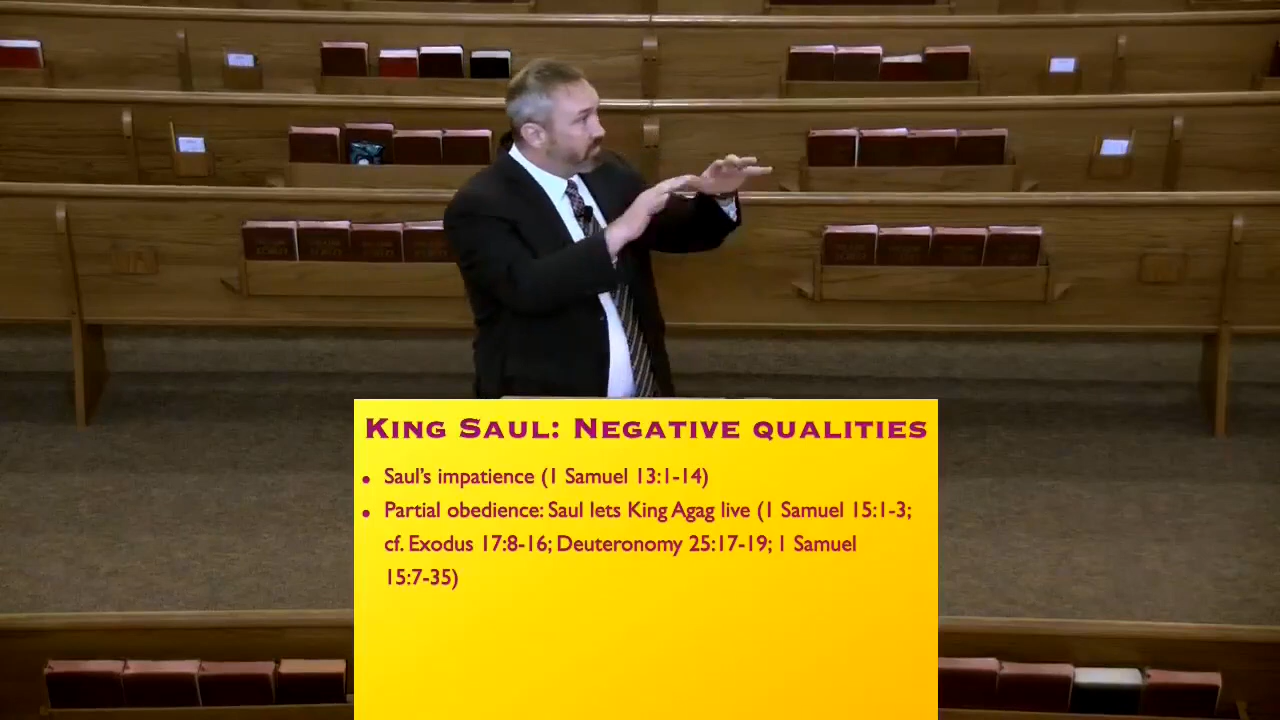 King Saul: Negative qualities
• Saul's impatience (1 Samuel 13:1-14)
• Partial obedience: Saul lets King Agag live (1 Samuel 15:1-3;
cf. Exodus 17:8-16; Deuteronomy 25:17-19; 1 Samuel
15:7-35)